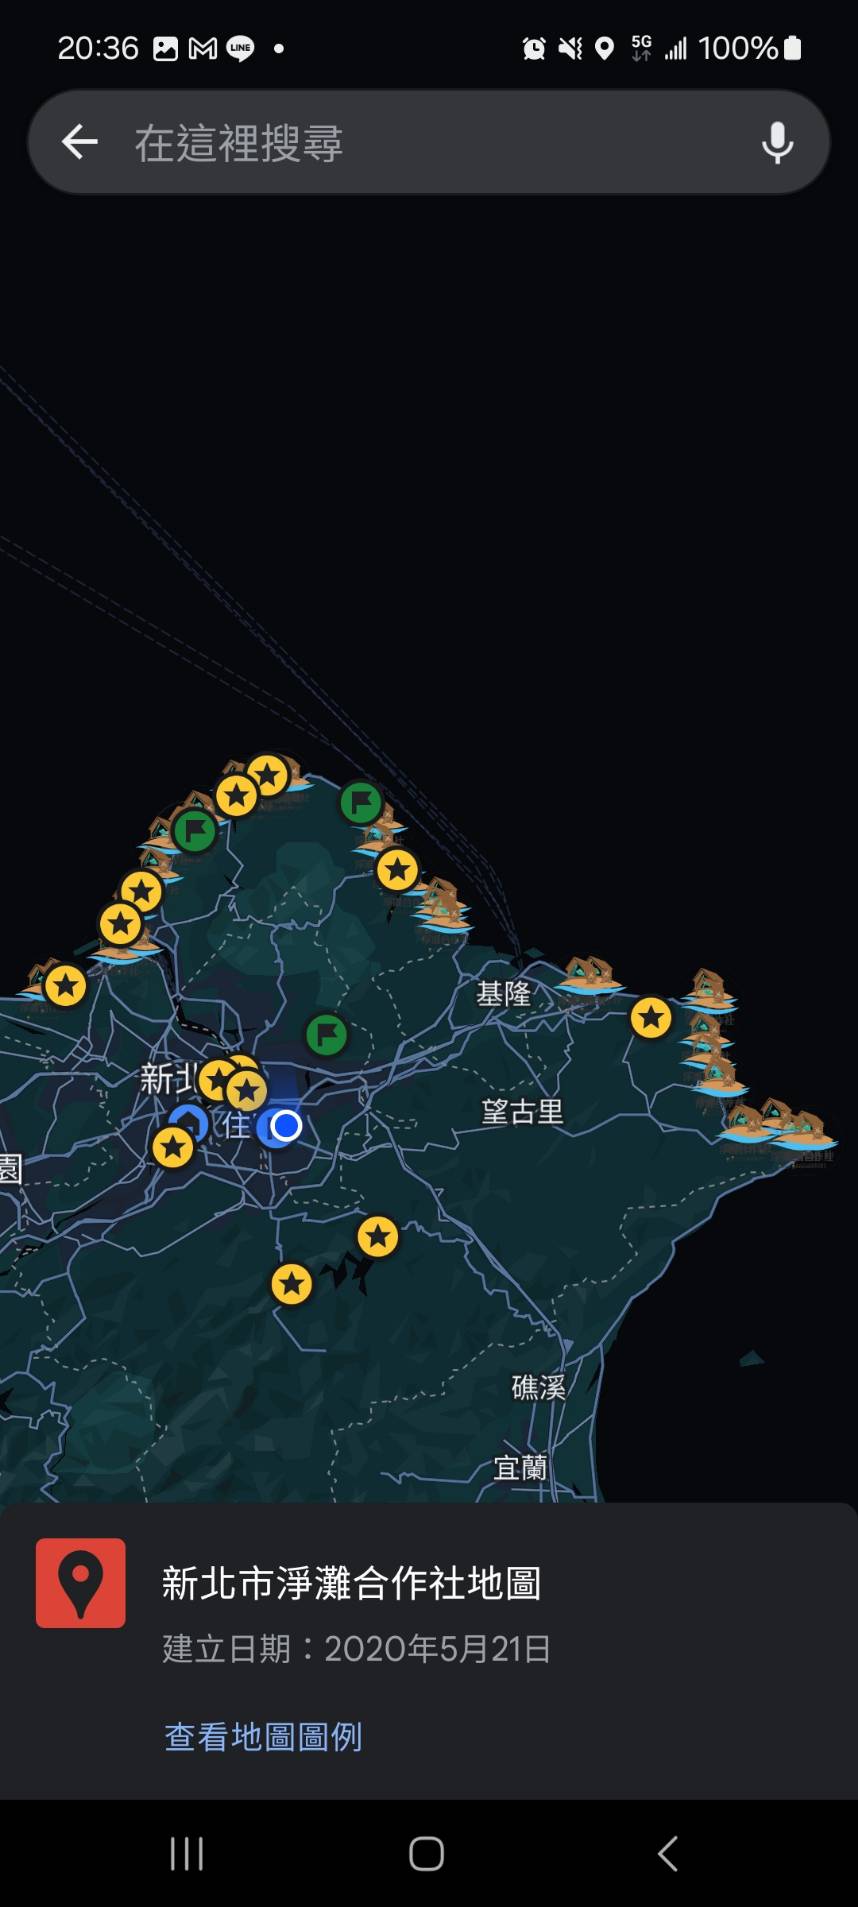 20:36
LINE
5G
100%
在這裡搜尋
基隆
新北
望古里
住
園
礁溪
宜蘭
新北市淨灘合作社地圖
建立日期：2020年5月21日
查看地圖圖例